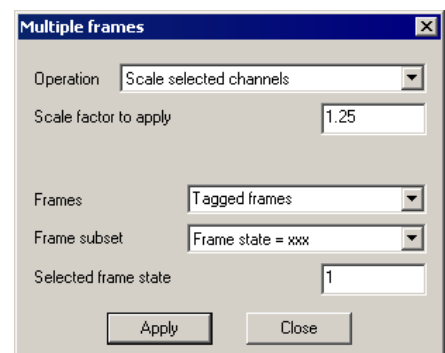 Multiple frames
Operation Scale selected channels
Scale factor to apply 1.25
Frames Tagged frames
Frame subset Frame state = xxx
Selected frame state 1
Apply Close